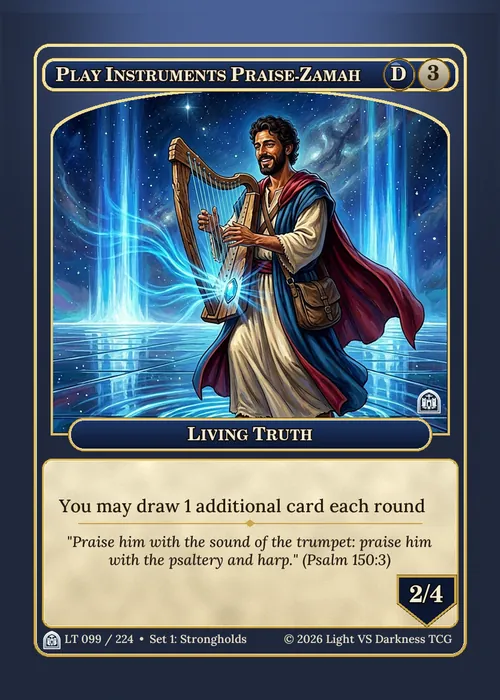 Play Instruments Praise-Zamah D 3
Living Truth
You may draw 1 additional card each round
"Praise him with the sound of the trumpet: praise him
with the psaltery and harp." (Psalm 150:3)
2/4
LT 099 / 224 • Set 1: Strongholds © 2026 Light VS Darkness TCG